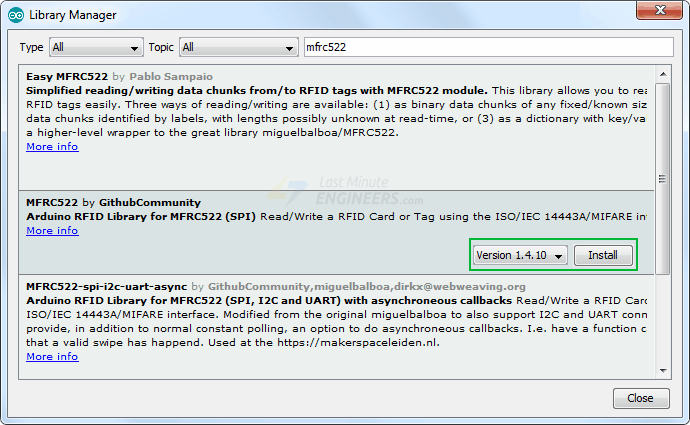 Library Manager
Type All Topic All mfrc522
Easy MFRC522 by Pablo Sampaio
Simplified reading/writing data chunks from/to RFID tags with MFRC522 module. This library allows you to rea
RFID tags easily. Three ways of reading/writing are available: (1) as binary data chunks of any fixed/known siz
data chunks identified by labels, with lengths possibly unknown at read-time, or (3) as a dictionary with key/va
a higher-level wrapper to the great library miguelbalboa/MFRC522.
More info
Last Minute
ENGINEERS.com
MFRC522 by GithubCommunity
Arduino RFID Library for MFRC522 (SPI) Read/Write a RFID Card or Tag using the ISO/IEC 14443A/MIFARE inte
More info
Version 1.4.10 Install
MFRC522-spi-i2c-uart-async by GithubCommunity,miguelbalboa,dirkx@webweaving.org
Arduino RFID Library for MFRC522 (SPI, I2C and UART) with asynchronous callbacks Read/Write a RFID Card
ISO/IEC 14443A/MIFARE interface. Modified from the original miguelbalboa to also support I2C and UART conn
provide, in addition to normal constant polling, an option to do asynchronous callbacks. I.e. have a function c
that a valid swipe has happend. Used at the https://makerspaceleiden.nl.
More info
Close